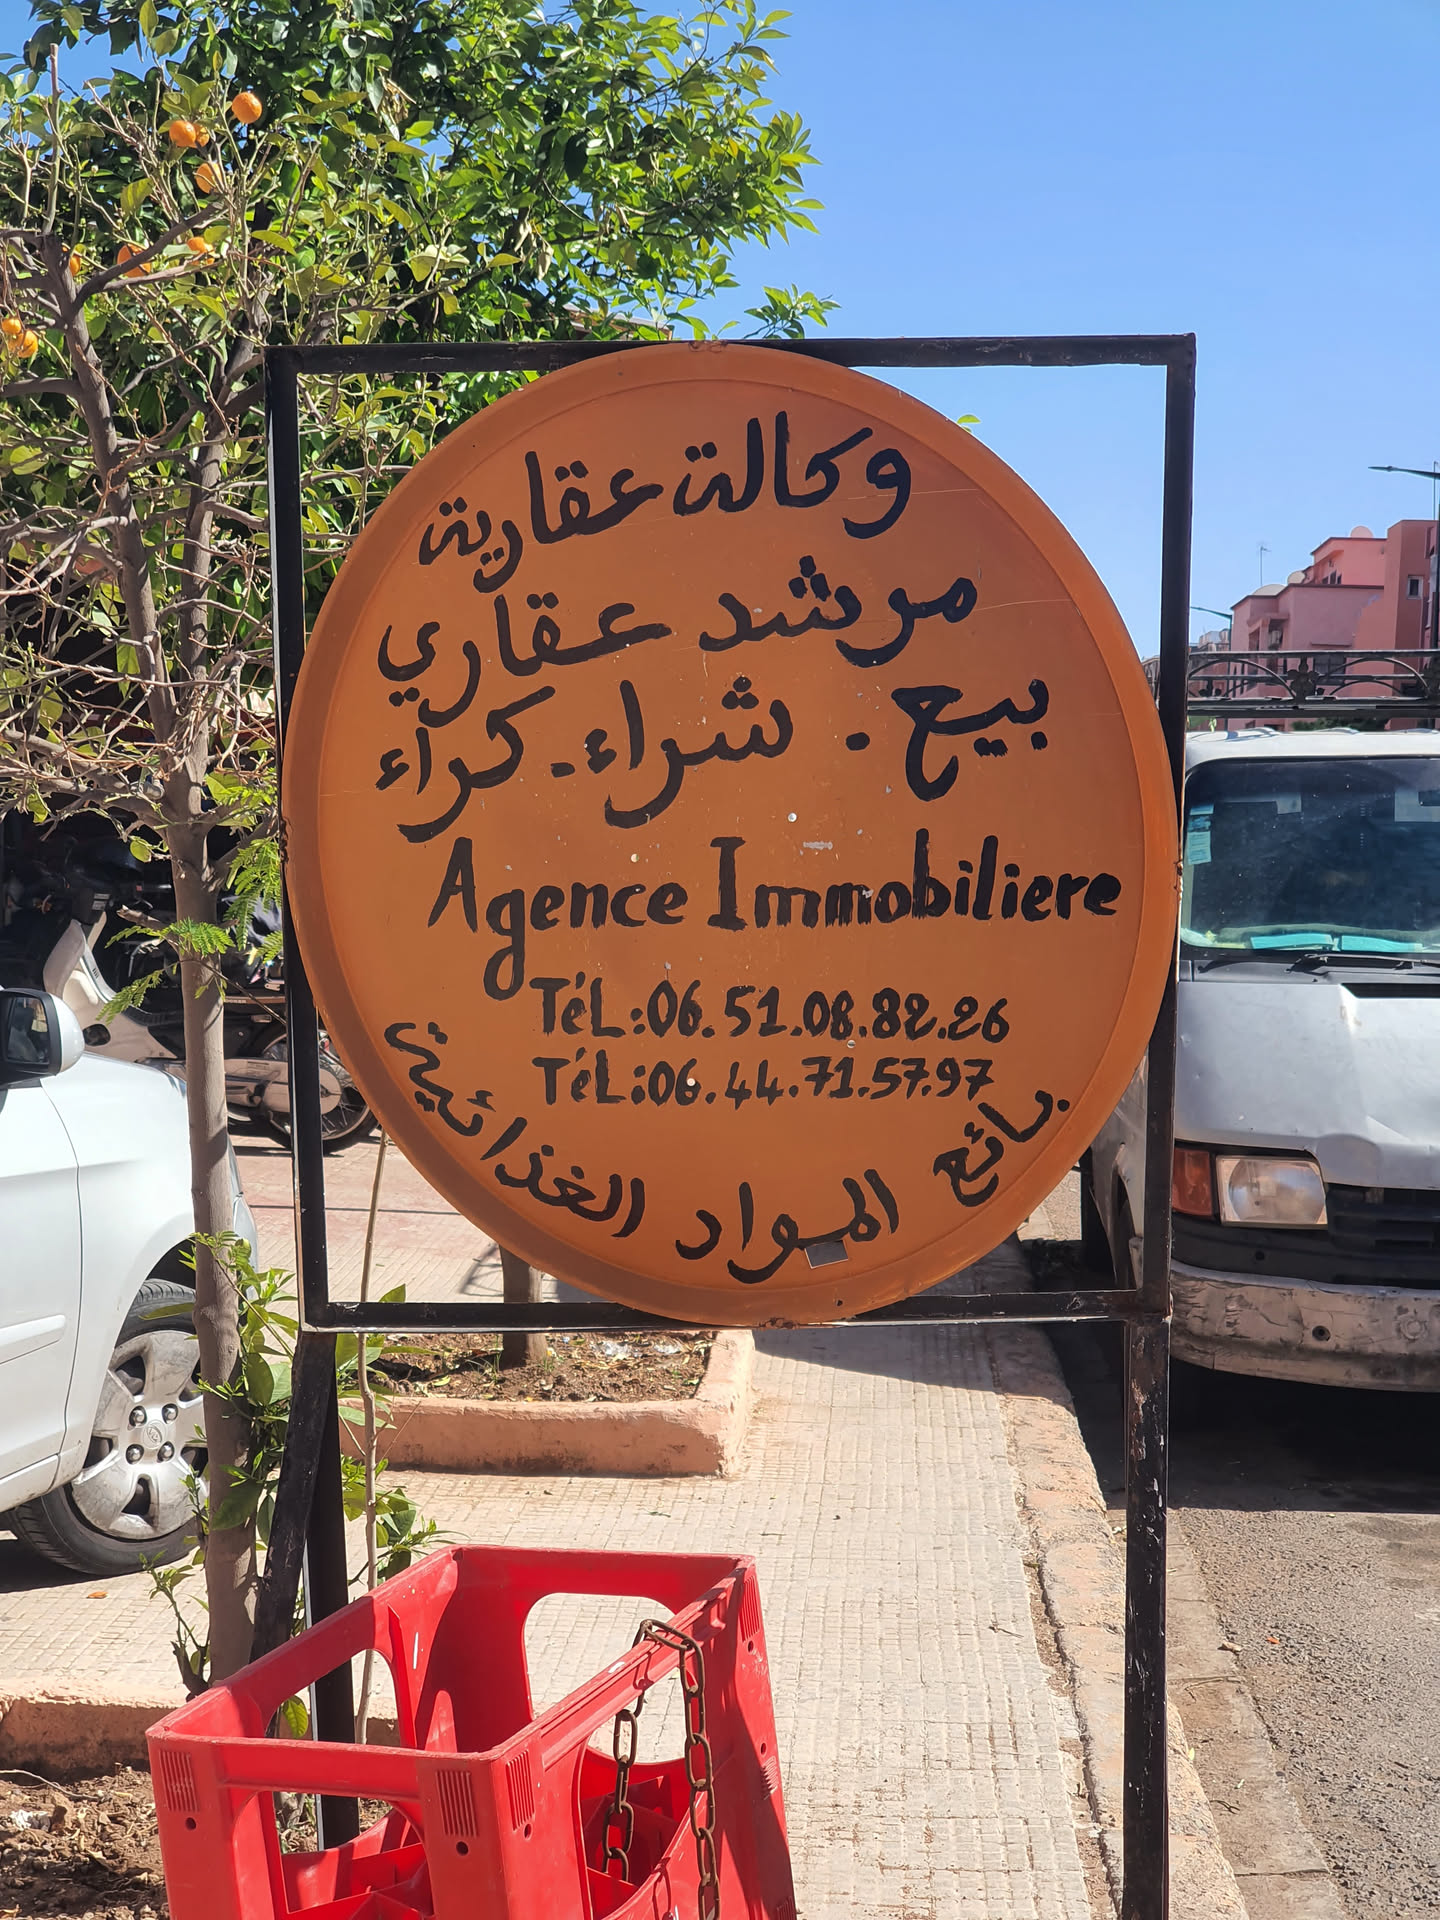 وكالة عقارية
مرشد عقاري
بيع . شراء . كراء
Agence Immobiliere
TéL:06.51.08.82.26
TéL:06.44.71.57.97
بائع المواد الغذائية